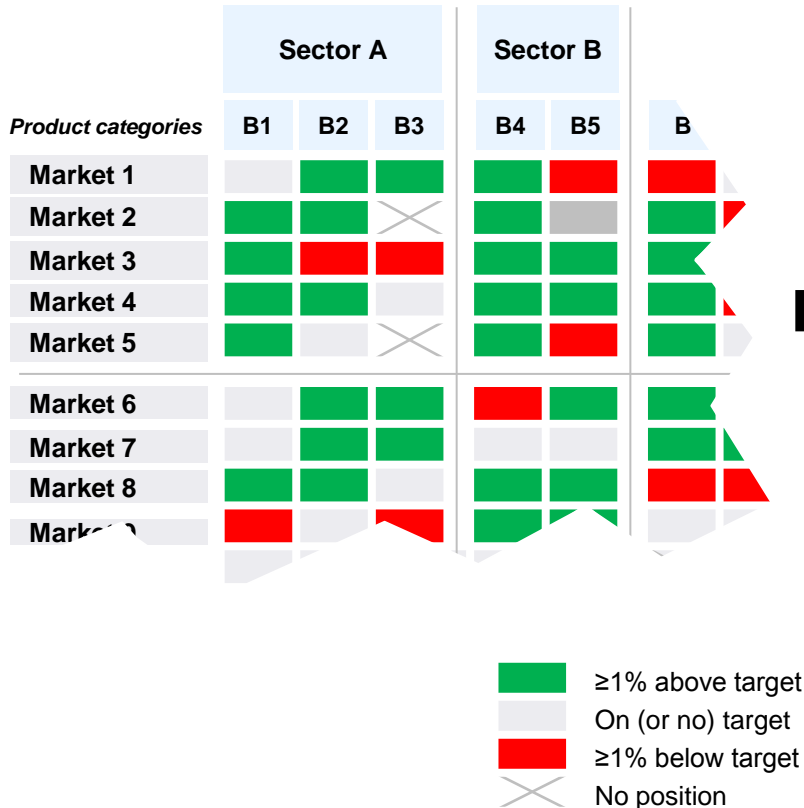 Sector A Sector B
Product categories B1 B2 B3 B4 B5 B
Market 1
Market 2
Market 3
Market 4
Market 5
Market 6
Market 7
Market 8
≥1% above target
On (or no) target
≥1% below target
No position